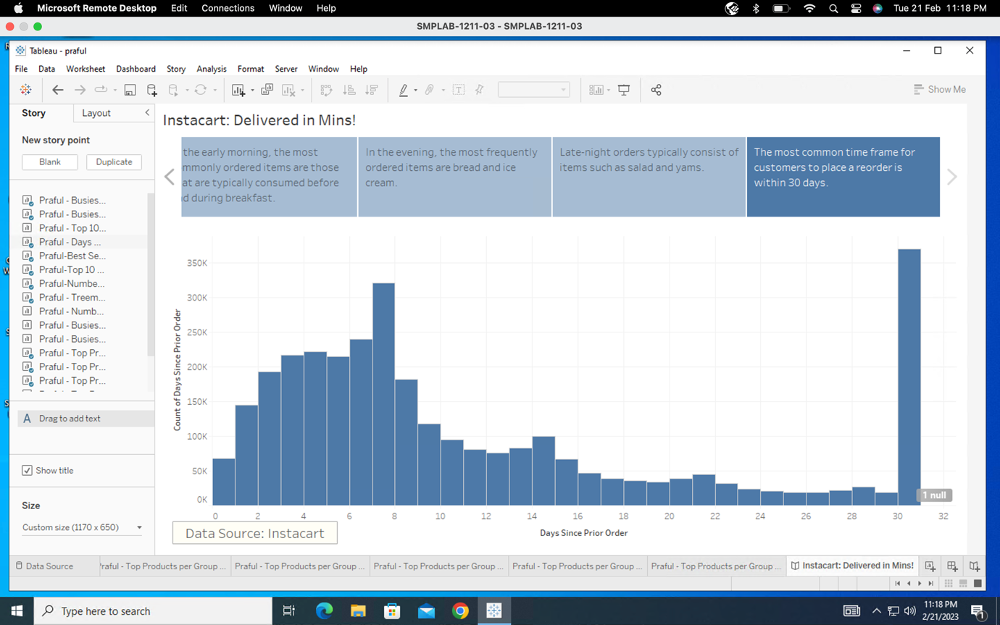 Microsoft Remote Desktop Edit Connections Window Help Tue 21 Feb 11:18 PM
SMPLAB-1211-03 - SMPLAB-1211-03
Tableau - praful
File Data Worksheet Dashboard Story Analysis Format Server Window Help
Show Me
Story Layout
New story point
Blank Duplicate
Praful - Busies...
Praful - Busies...
Praful - Top 10...
Praful - Days ...
Praful-Best Se...
Praful-Top 10 ...
Praful-Numbe...
Praful - Treem...
Praful - Numb...
Praful - Busies...
Praful - Busies...
Praful - Top Pr...
Praful - Top Pr...
Praful - Top Pr...
A Drag to add text
Show title
Size
Custom size (1170 x 650)
Instacart: Delivered in Mins!
the early morning, the most
mmonly ordered items are those
at are typically consumed before
d during breakfast.
In the evening, the most frequently
ordered items are bread and ice
cream.
Late-night orders typically consist of
items such as salad and yams.
The most common time frame for
customers to place a reorder is
within 30 days.
Count of Days Since Prior Order
350K
300K
250K
200K
150K
100K
50K
0K
1 null
0 2 4 6 8 10 12 14 16 18 20 22 24 26 28 30 32
Days Since Prior Order
Data Source: Instacart
Data Source Praful - Top Products per Group ... Praful - Top Products per Group ... Praful - Top Products per Group ... Praful - Top Products per Group ... Praful - Top Products per Group ... Instacart: Delivered in Mins!
Type here to search
11:18 PM
2/21/2023
1